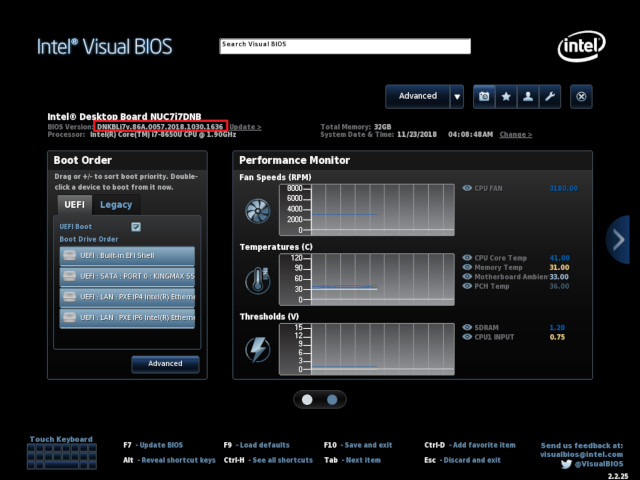 Intel® Visual BIOS
Search Visual BIOS
intel
Advanced
Intel® Desktop Board NUC7i7DNB
BIOS Version: DNKBLi7v.86A.0057.2018.1030.1636 Update >
Processor: Intel(R) Core(TM) i7-8650U CPU @ 1.90GHz
Total Memory: 32GB
System Date & Time: 11/23/2018 04:08:48AM Change >
Boot Order
Drag or +/- to sort boot priority. Double-
click a device to boot from it now.
UEFI Legacy
UEFI Boot
Boot Drive Order
UEFI : Built-in EFI Shell
UEFI : SATA : PORT 0 : KINGMAX S
UEFI : LAN : PXE IP4 Intel(R) Ethern
UEFI : LAN : PXE IP6 Intel(R) Ethern
Advanced
Performance Monitor
Fan Speeds (RPM)
8000
6000
4000
2000
0
CPU FAN 3180.00
Temperatures (C)
120
90
60
30
0
CPU Core Temp 41.00
Memory Temp 31.00
Motherboard Ambien 33.00
PCH Temp 36.00
Thresholds (V)
15
12
9
6
3
0
SDRAM 1.20
CPU1 INPUT 0.75
Touch Keyboard
F7 - Update BIOS
F9 - Load defaults
F10 - Save and exit
Ctrl-D - Add favorite item
Alt - Reveal shortcut keys
Ctrl-H - See all shortcuts
Tab - Next item
Esc - Discard and exit
Send us feedback at:
visualbios@intel.com
@VisualBIOS
2.2.25